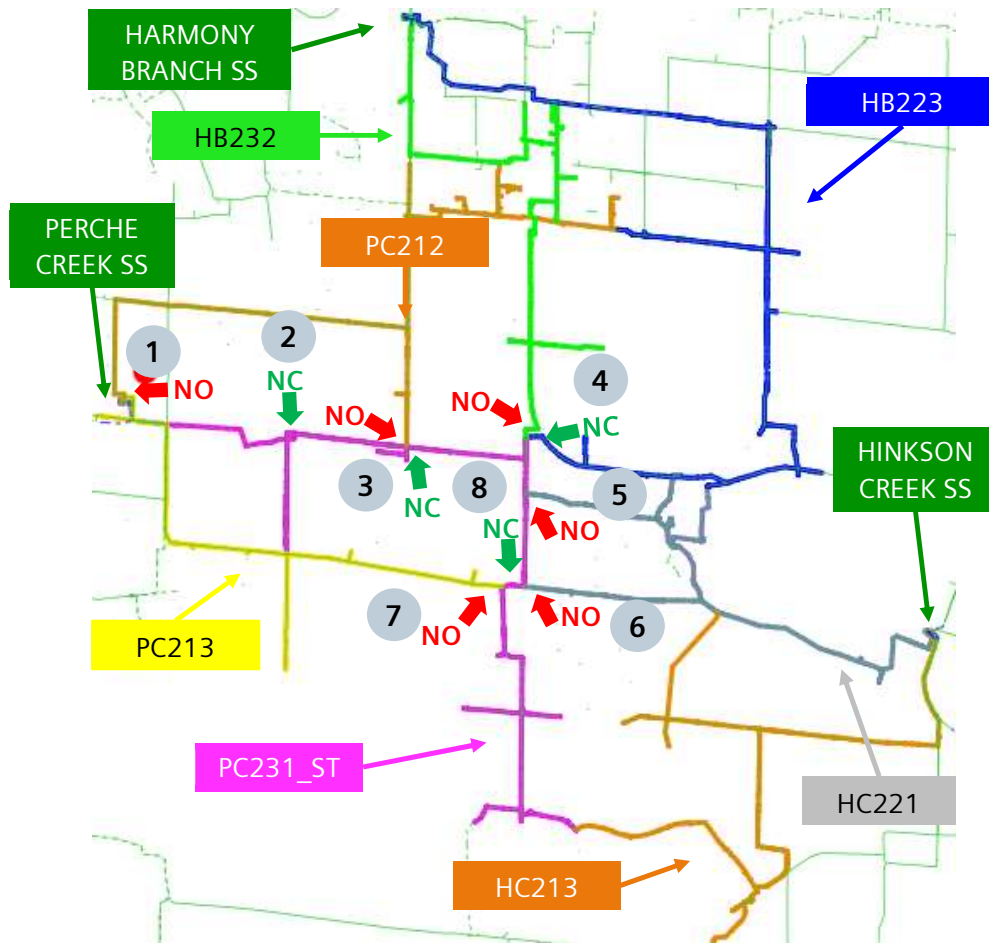 HARMONY
BRANCH SS
HB223
HB232
PERCHE
CREEK SS
PC212
1
2
NO
NC
4
NO
NO
NC
HINKSON
CREEK SS
3
8
5
NC
NC
NO
7
NO
NO
6
PC213
PC231_ST
HC221
HC213